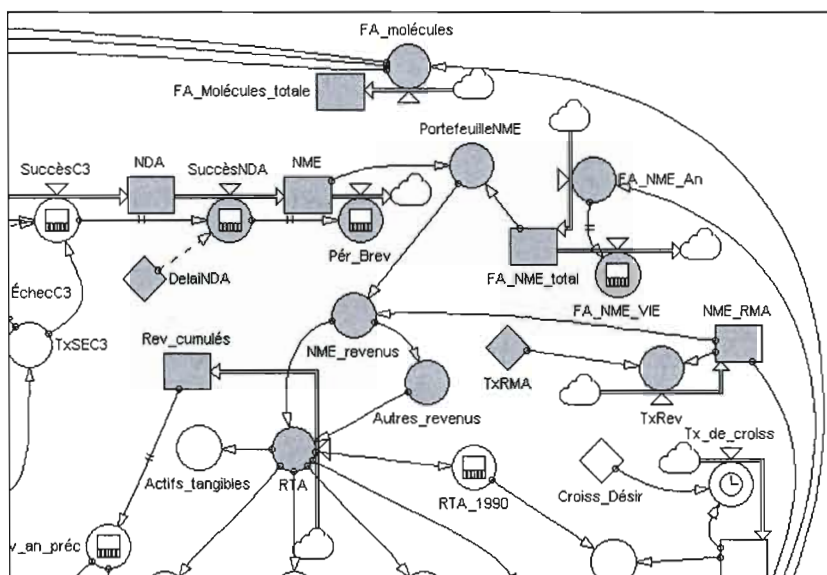 FA_molécules
FA_Molécules_totale
PortefeuilleNME
SuccèsC3
NDA
SuccèsNDA
NME
FA_NME_An
Pér_Brev
DelaiNDA
FA_NME_total
ÉchecC3
FA_NME_VIE
NME_RMA
TxSEC3
Rev_cumulés
NME_revenus
TxRMA
Autres_revenus
TxRev
Tx_de_croiss
Actifs_tangibles
RTA
RTA_1990
Croiss_Désir
v_an_préc